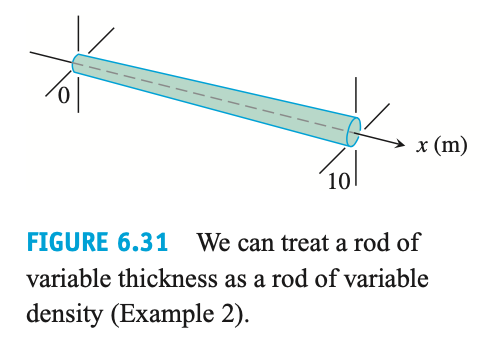 0
x (m)
10
FIGURE 6.31 We can treat a rod of
variable thickness as a rod of variable
density (Example 2).